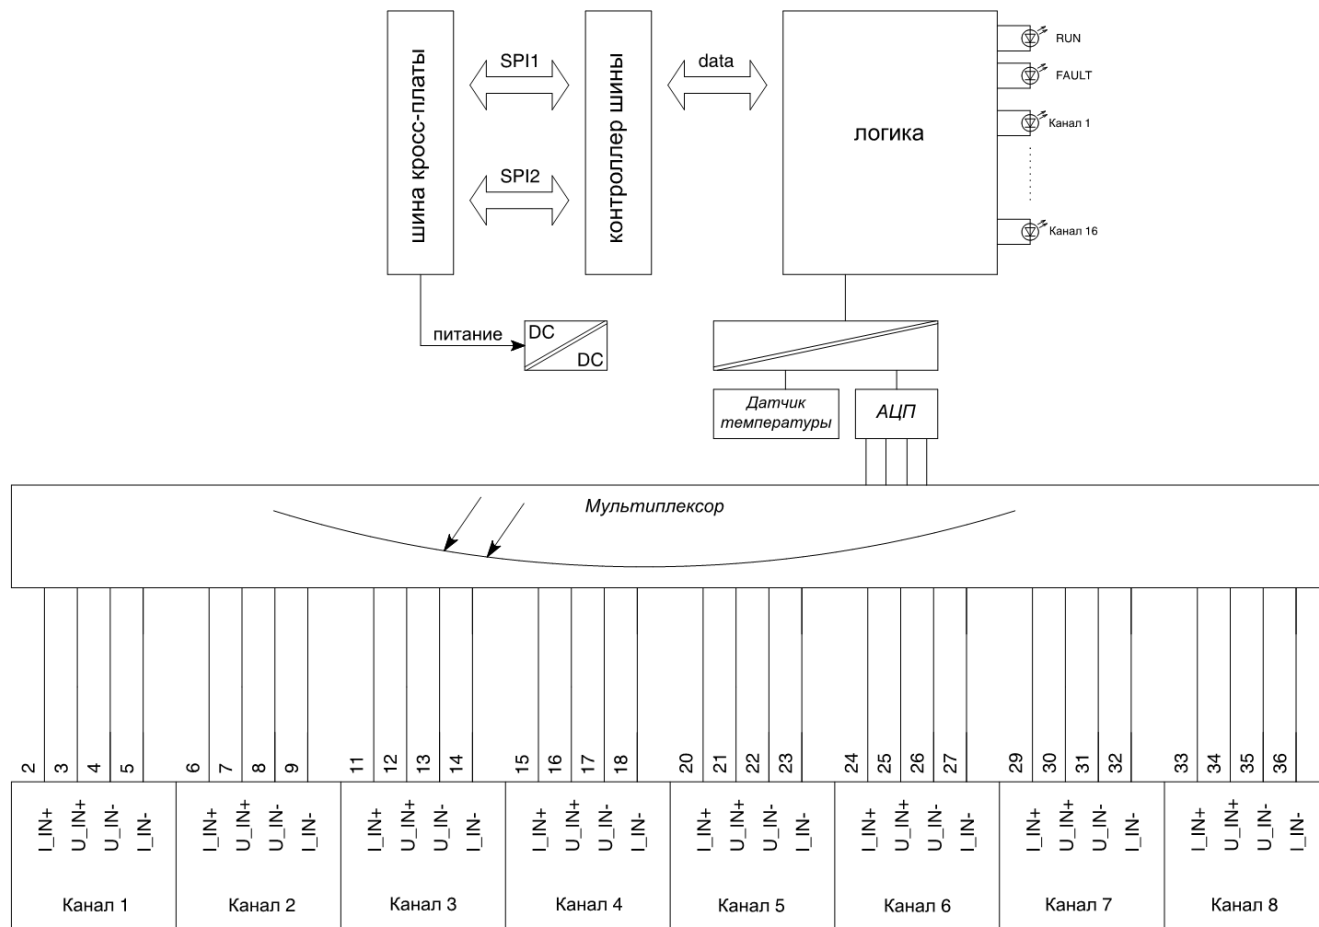 шина кросс-платы
SPI1
SPI2
контроллер шины
data
логика
RUN
FAULT
Канал 1
Канал 16
питание
DC
DC
Датчик
температуры
АЦП
Мультиплексор
2 3 4 5 6 7 8 9 11 12 13 14 15 16 17 18 20 21 22 23 24 25 26 27 29 30 31 32 33 34 35 36
I_IN+ U_IN+ U_IN- I_IN- I_IN+ U_IN+ U_IN- I_IN- I_IN+ U_IN+ U_IN- I_IN- I_IN+ U_IN+ U_IN- I_IN- I_IN+ U_IN+ U_IN- I_IN- I_IN+ U_IN+ U_IN- I_IN- I_IN+ U_IN+ U_IN- I_IN- I_IN+ U_IN+ U_IN- I_IN-
Канал 1 Канал 2 Канал 3 Канал 4 Канал 5 Канал 6 Канал 7 Канал 8